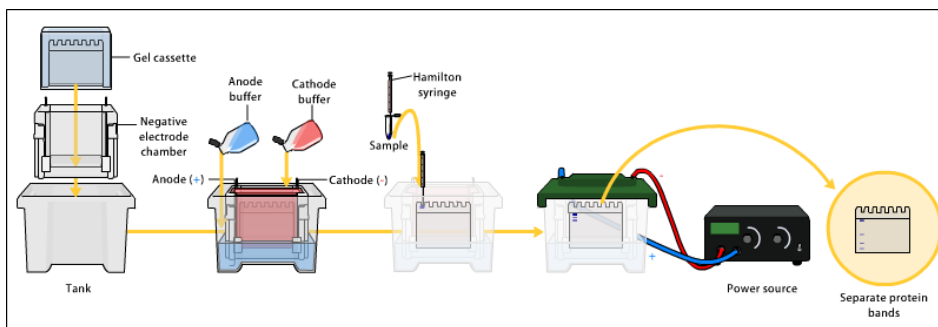 Gel cassette
Negative
electrode
chamber
Tank
Anode
buffer
Cathode
buffer
Anode (+)
Cathode (-)
Hamilton
syringe
Sample
-
+
Power source
Separate protein
bands